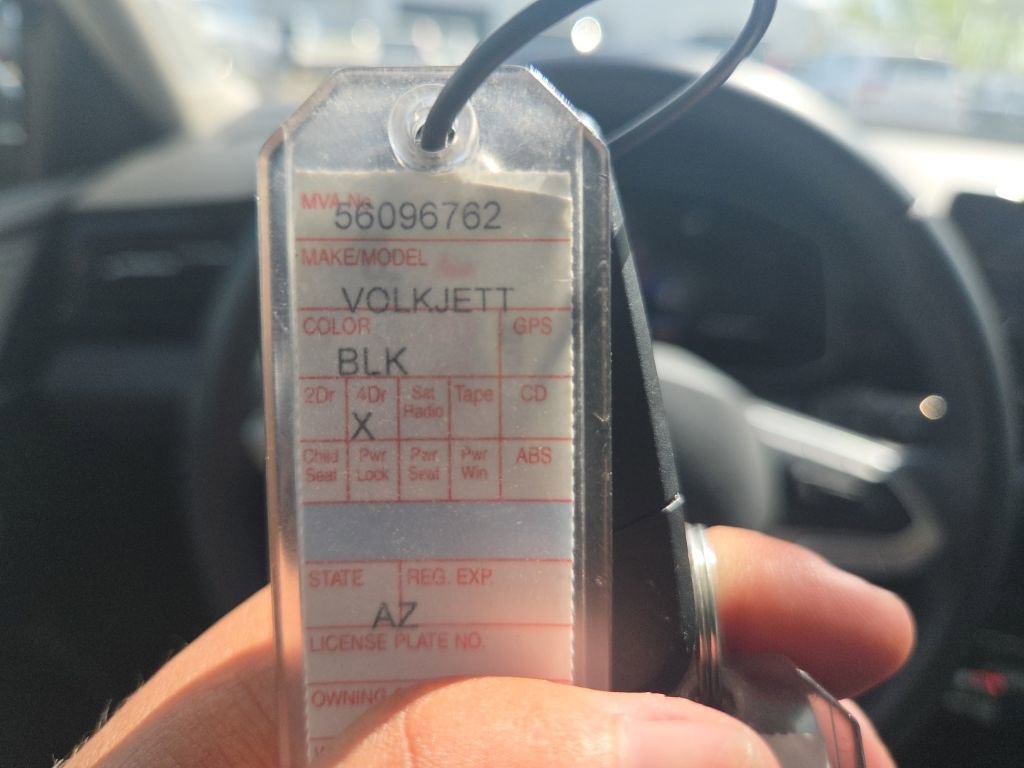 MVA No.
56096762
MAKE/MODEL
VOLKJETT
COLOR GPS
BLK
2Dr 4Dr Sat Radio Tape CD
X
Child Seat Pwr Lock Pwr Seat Pwr Win ABS
STATE REG. EXP.
AZ
LICENSE PLATE NO.
OWNING